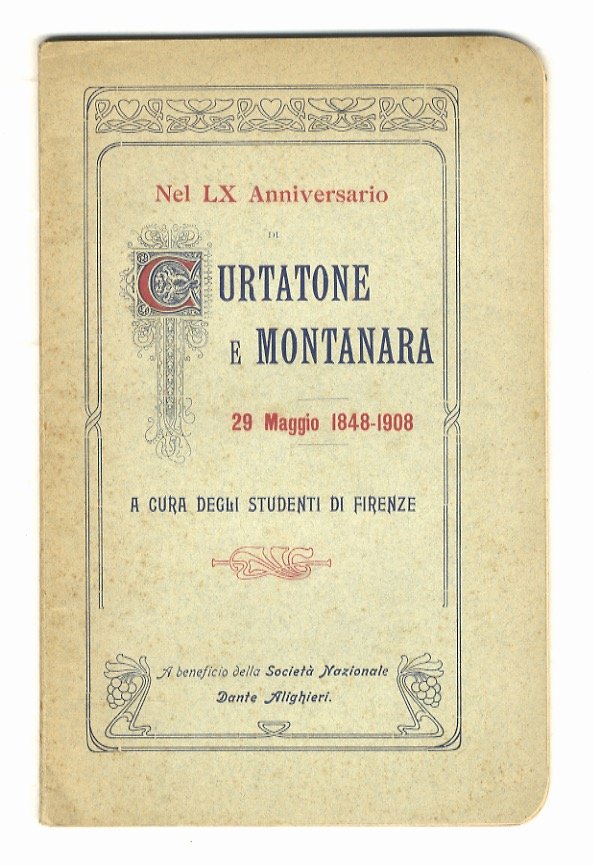 Nel LX Anniversario
DI
CURTATONE
E MONTANARA
29 Maggio 1848-1908
A CURA DEGLI STUDENTI DI FIRENZE
A beneficio della Società Nazionale
Dante Alighieri.